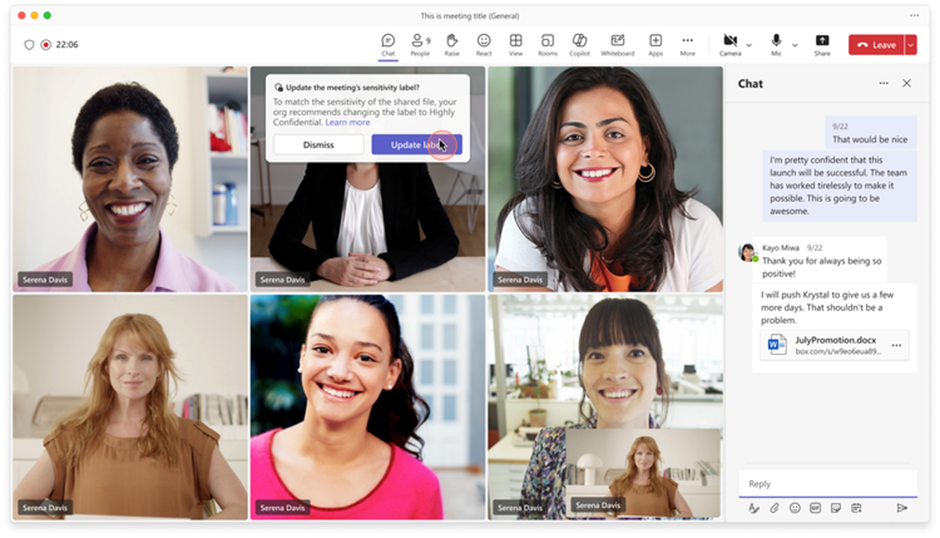 This is meeting title (General)
22:06
Chat
People 9
Raise
React
View
Rooms
Copilot
Whiteboard
Apps
More
Camera
Mic
Share
Leave
Update the meeting's sensitivity label?
To match the sensitivity of the shared file, your
org recommends changing the label to Highly
Confidential. Learn more
Dismiss
Update label
Serena Davis
Serena Davis
Serena Davis
Serena Davis
Serena Davis
Serena Davis
Serena Davis
Chat
9/22
That would be nice
I'm pretty confident that this
launch will be successful. The team
has worked tirelessly to make it
possible. This is going to be
awesome.
Kayo Miwa 9/22
Thank you for always being so
positive!
I will push Krystal to give us a few
more days. That shouldn't be a
problem.
W
JulyPromotion.docx
box.com/s/w9eo6eua89...
Reply